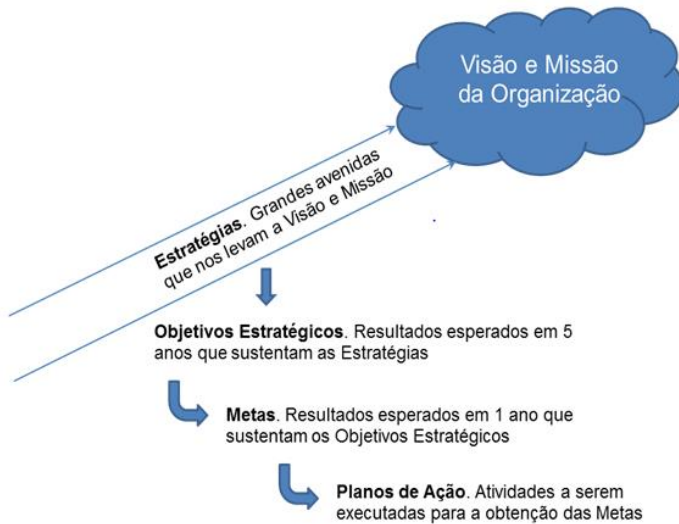 Visão e Missão
da Organização
Estratégias. Grandes avenidas
que nos levam a Visão e Missão
Objetivos Estratégicos. Resultados esperados em 5
anos que sustentam as Estratégias
Metas. Resultados esperados em 1 ano que
sustentam os Objetivos Estratégicos
Planos de Ação. Atividades a serem
executadas para a obtenção das Metas